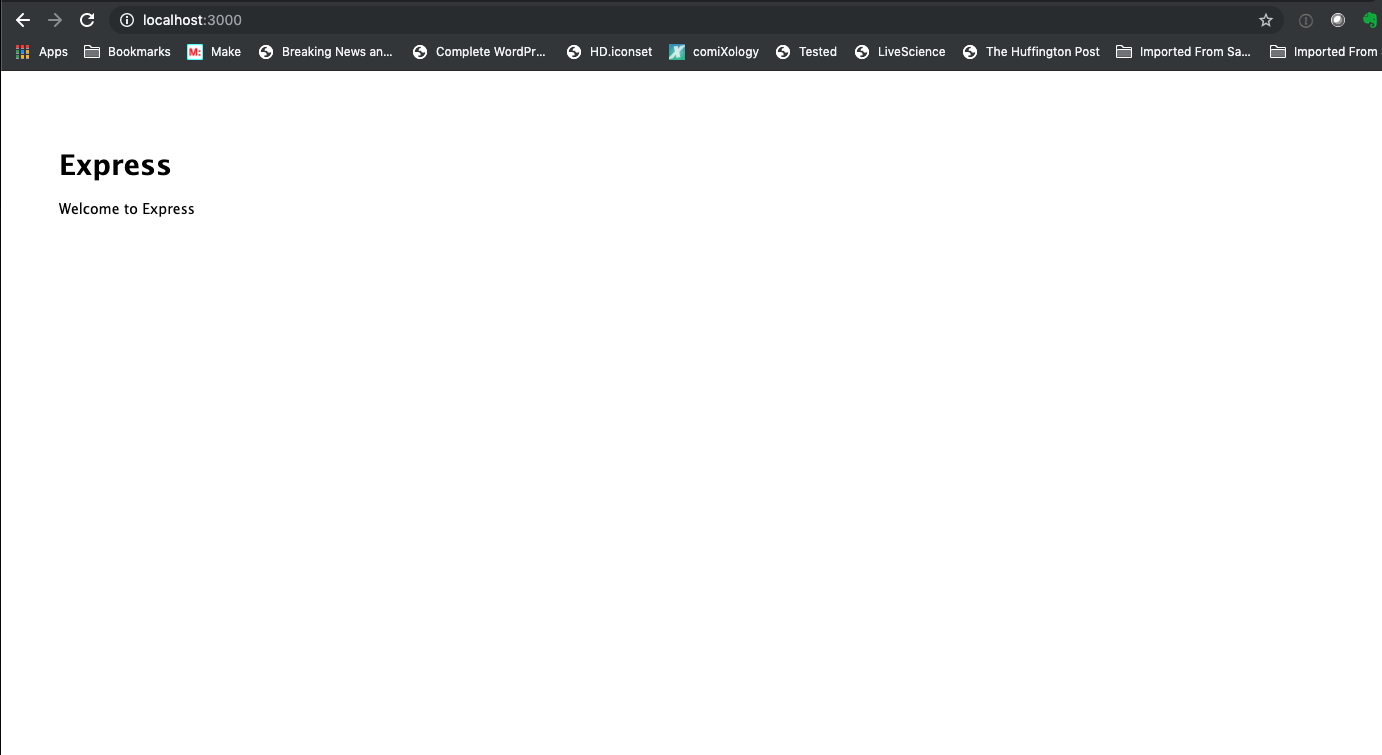 localhost:3000
Apps Bookmarks M: Make Breaking News an... Complete WordPr... HD.iconset comiXology Tested LiveScience The Huffington Post Imported From Sa... Imported From
Express
Welcome to Express